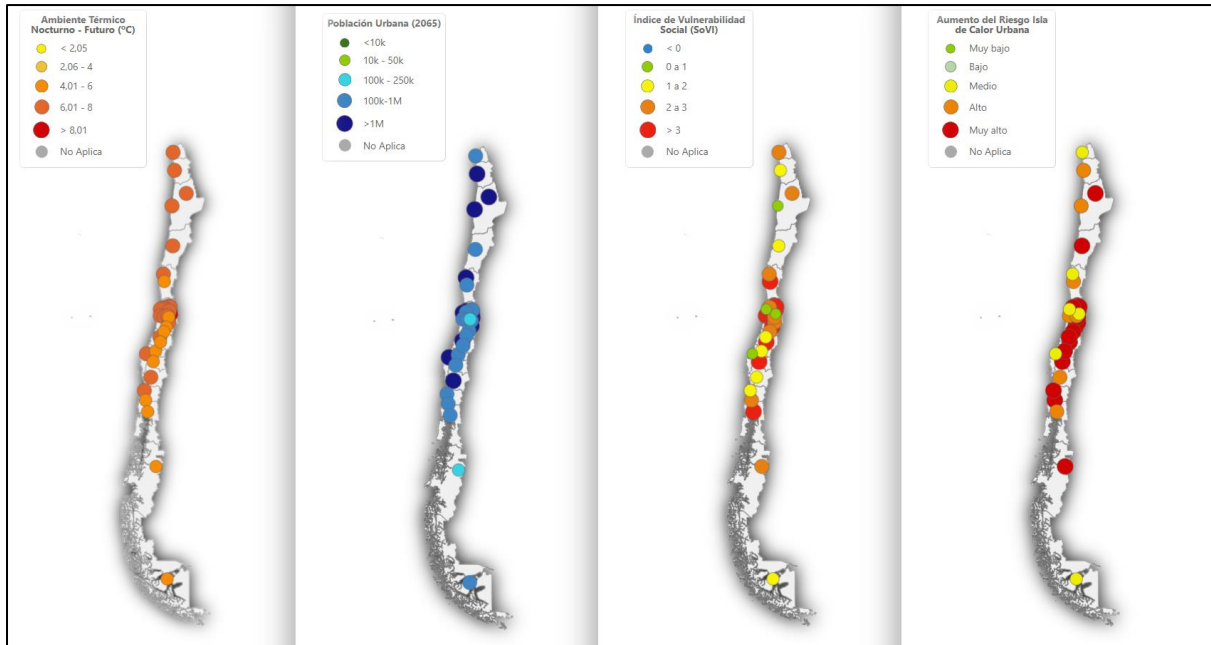 Ambiente Térmico
Nocturno - Futuro (ºC)
< 2,05
2.06 - 4
4.01 - 6
6.01 - 8
> 8.01
No Aplica
Población Urbana (2065)
<10k
10k - 50k
100k - 250k
100k-1M
>1M
No Aplica
Índice de Vulnerabilidad
Social (SoVI)
< 0
0 a 1
1 a 2
2 a 3
> 3
No Aplica
Aumento del Riesgo Isla
de Calor Urbana
Muy bajo
Bajo
Medio
Alto
Muy alto
No Aplica